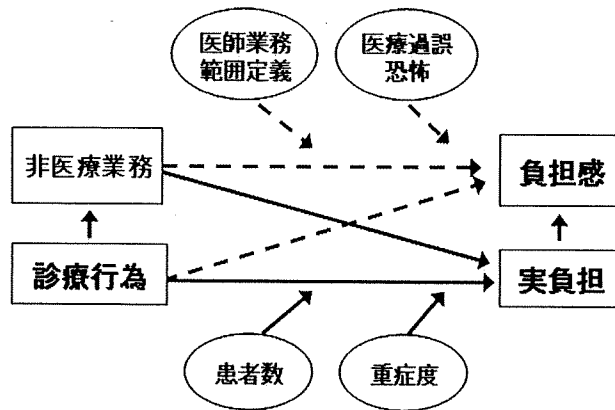 医師業務
範囲定義
医療過誤
恐怖
非医療業務
負担感
診療行為
実負担
患者数
重症度